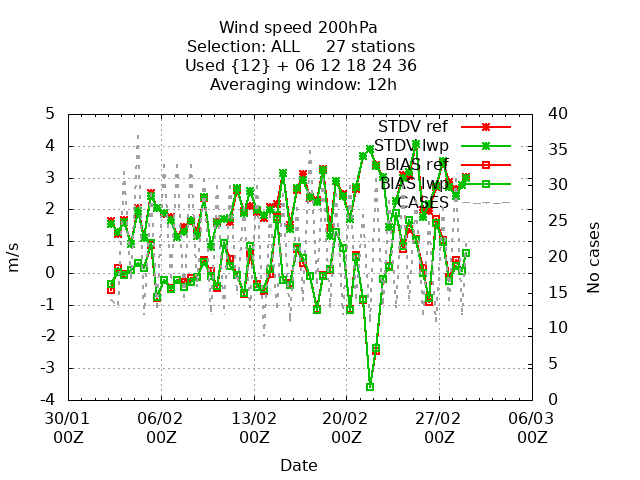 Wind speed 200hPa
Selection: ALL 27 stations
Used {12} + 06 12 18 24 36
Averaging window: 12h
5 40
STDV ref
4 STDV lwp 35
BIAS ref
3 BIAS lwp 30
CASES
2 25
1 20
m/s No cases
0 15
-1 10
-2
-3 5
-4 0
30/01 06/02 13/02 20/02 27/02 06/03
00Z 00Z 00Z 00Z 00Z 00Z
Date